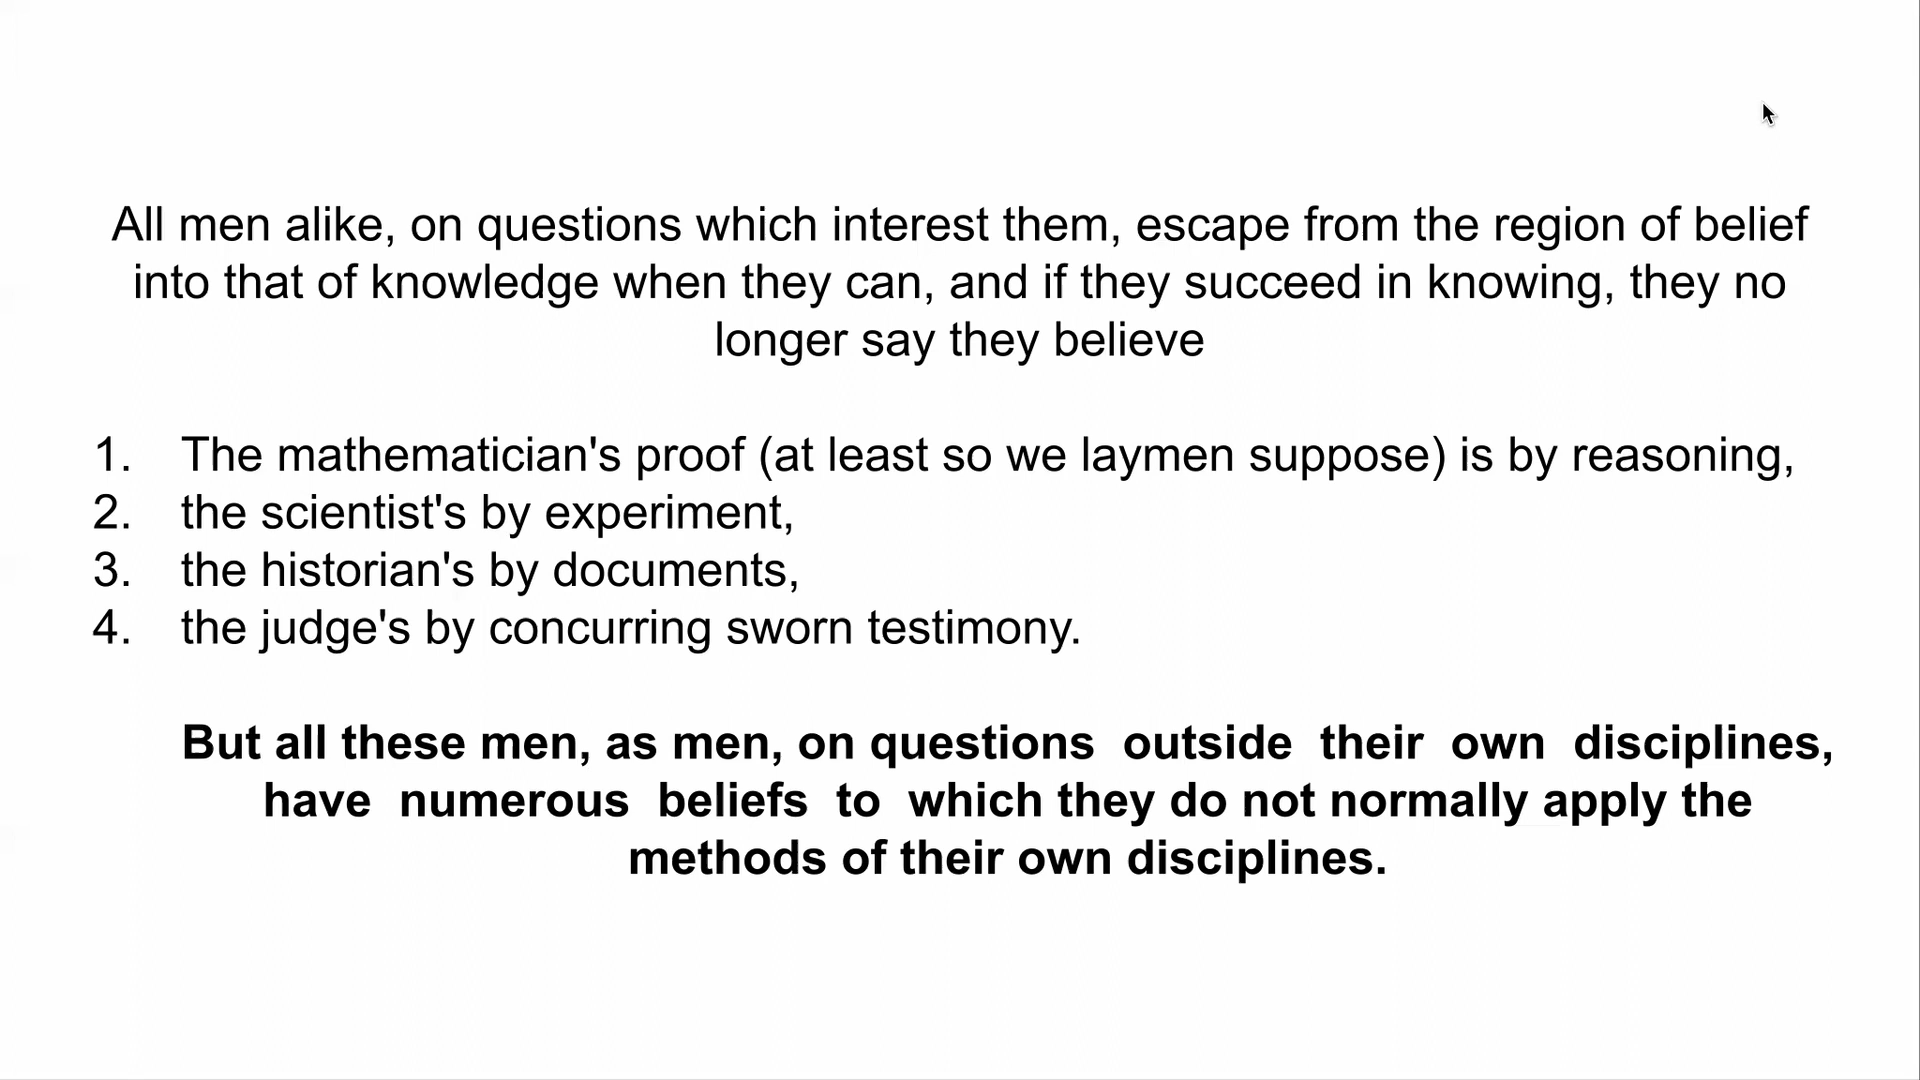 All men alike, on questions which interest them, escape from the region of belief
into that of knowledge when they can, and if they succeed in knowing, they no
longer say they believe
1. The mathematician's proof (at least so we laymen suppose) is by reasoning,
2. the scientist's by experiment,
3. the historian's by documents,
4. the judge's by concurring sworn testimony.
But all these men, as men, on questions outside their own disciplines,
have numerous beliefs to which they do not normally apply the
methods of their own disciplines.